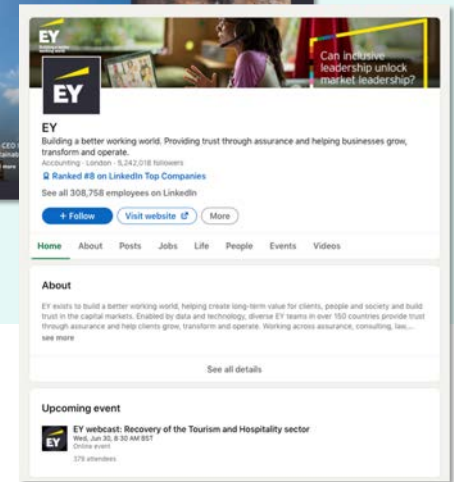 EY
Building a better
working world
Can inclusive
leadership unlock
market leadership?
EY
EY
Building a better working world. Providing trust through assurance and helping businesses grow,
transform and operate.
Accounting · London · 5,242,018 followers
Ranked #8 on LinkedIn Top Companies
See all 308,758 employees on LinkedIn
+ Follow
Visit website
More
Home About Posts Jobs Life People Events Videos
About
EY exists to build a better working world, helping create long-term value for clients, people and society and build
trust in the capital markets. Enabled by data and technology, diverse EY teams in over 150 countries provide trust
through assurance and help clients grow, transform and operate. Working across assurance, consulting, law,...
see more
See all details
Upcoming event
EY
EY webcast: Recovery of the Tourism and Hospitality sector
Wed, Jun 30, 8:30 AM BST
Online event
379 attendees